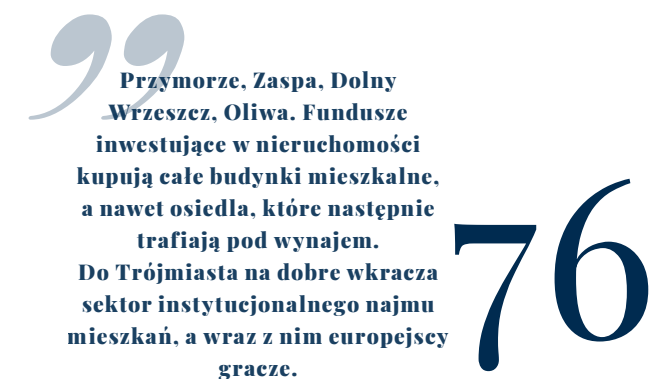 ”
Przymorze, Zaspa, Dolny
Wrzeszcz, Oliwa. Fundusze
inwestujące w nieruchomości
kupują całe budynki mieszkalne,
a nawet osiedla, które następnie
trafiają pod wynajem.
Do Trójmiasta na dobre wkracza
sektor instytucjonalnego najmu
mieszkań, a wraz z nim europejscy
gracze.
76